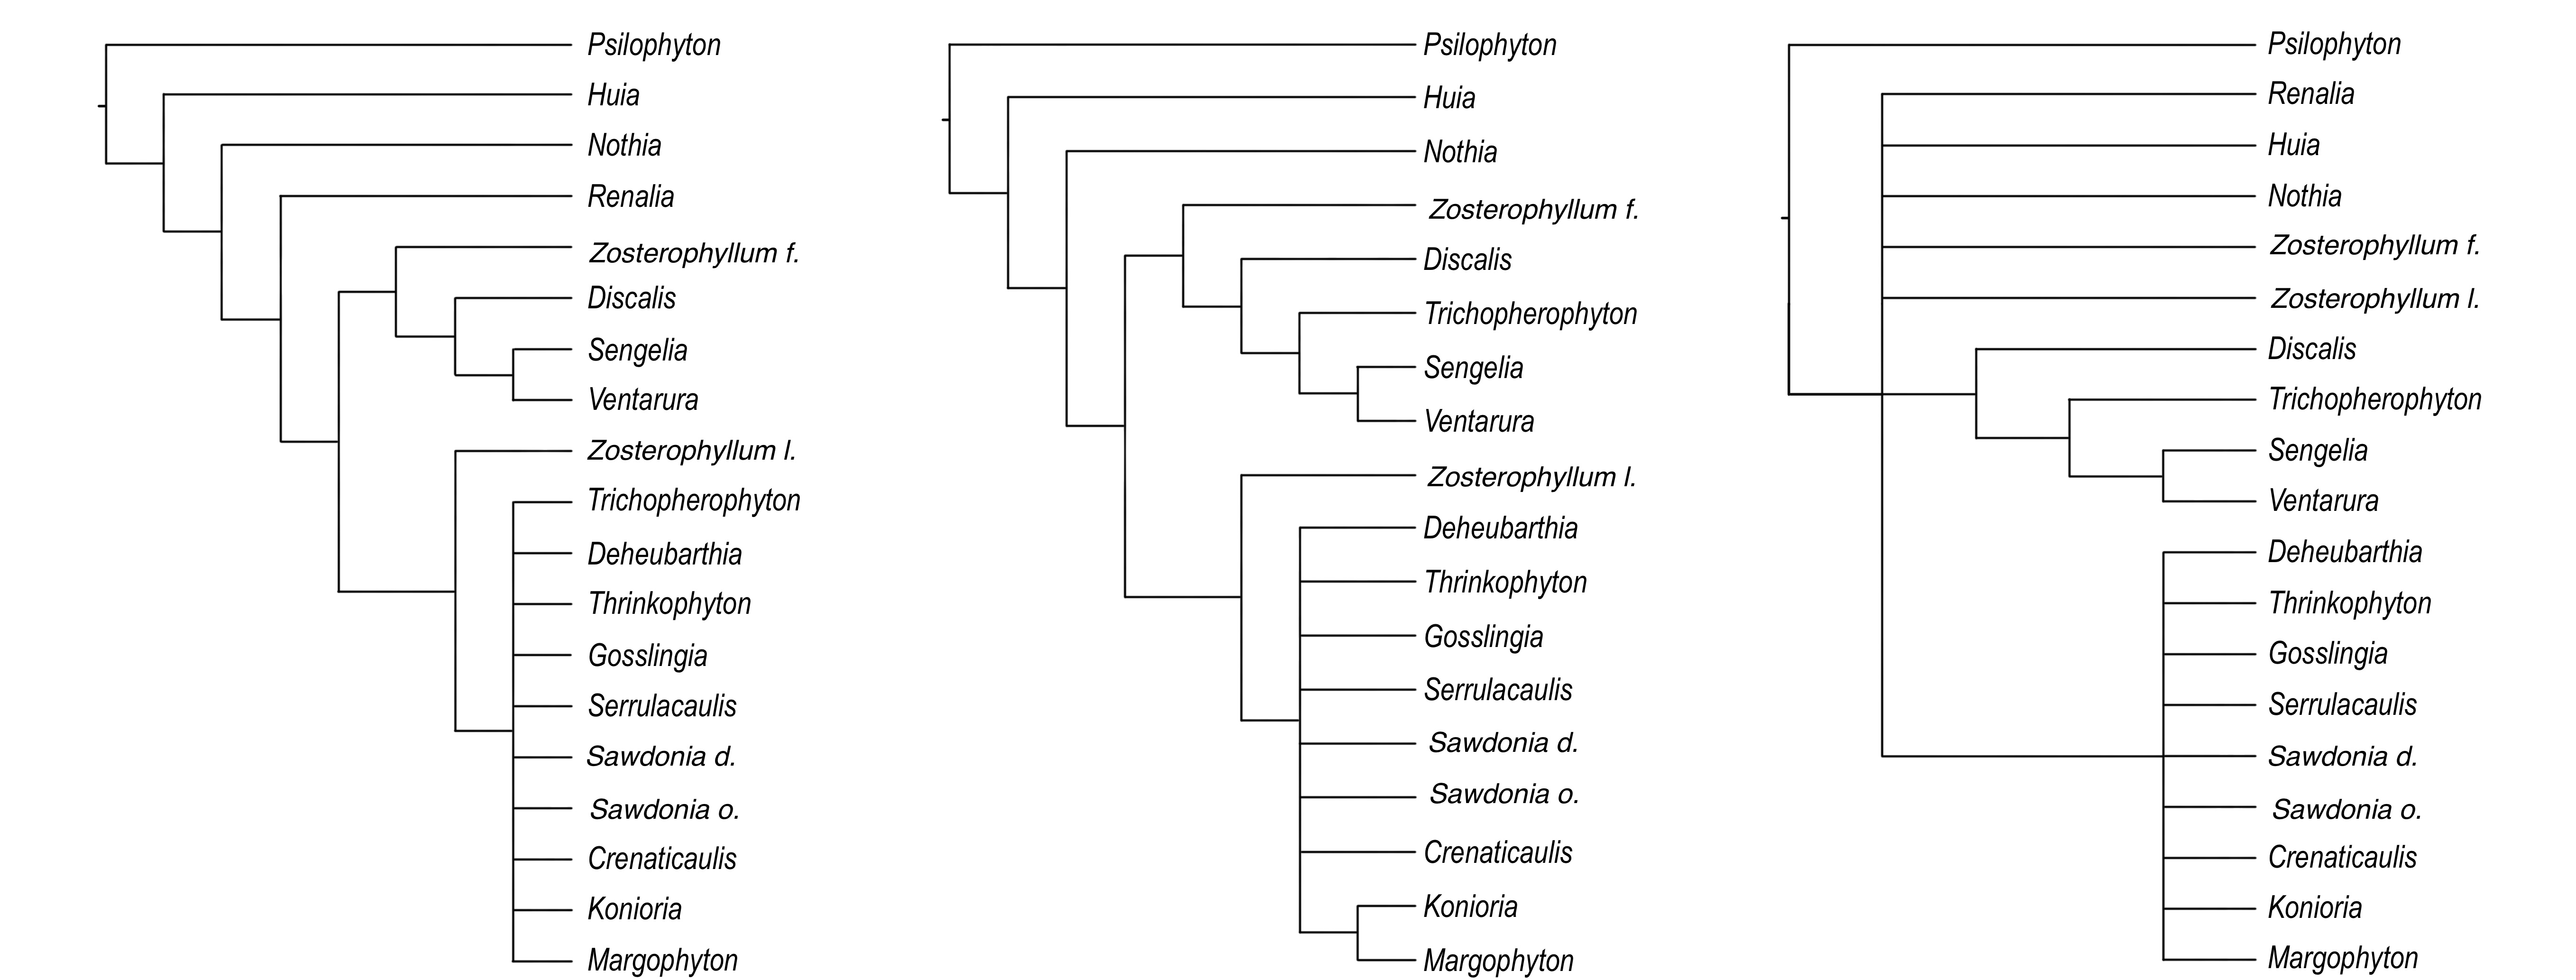 Psilophyton
Huia
Nothia
Renalia
Zosterophyllum f.
Discalis
Sengelia
Ventarura
Zosterophyllum l.
Trichopherophyton
Deheubarthia
Thrinkophyton
Gosslingia
Serrulacaulis
Sawdonia d.
Sawdonia o.
Crenaticaulis
Konioria
Margophyton
Psilophyton
Huia
Nothia
Zosterophyllum f.
Discalis
Trichopherophyton
Sengelia
Ventarura
Zosterophyllum l.
Deheubarthia
Thrinkophyton
Gosslingia
Serrulacaulis
Sawdonia d.
Sawdonia o.
Crenaticaulis
Konioria
Margophyton
Psilophyton
Renalia
Huia
Nothia
Zosterophyllum f.
Zosterophyllum l.
Discalis
Trichopherophyton
Sengelia
Ventarura
Deheubarthia
Thrinkophyton
Gosslingia
Serrulacaulis
Sawdonia d.
Sawdonia o.
Crenaticaulis
Konioria
Margophyton